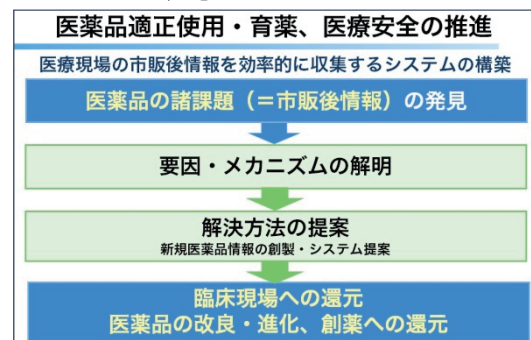 医薬品適正使用・育薬、医療安全の推進
医療現場の市販後情報を効率的に収集するシステムの構築
医薬品の諸課題（＝市販後情報）の発見
要因・メカニズムの解明
解決方法の提案
新規医薬品情報の創製・システム提案
臨床現場への還元
医薬品の改良・進化、創薬への還元